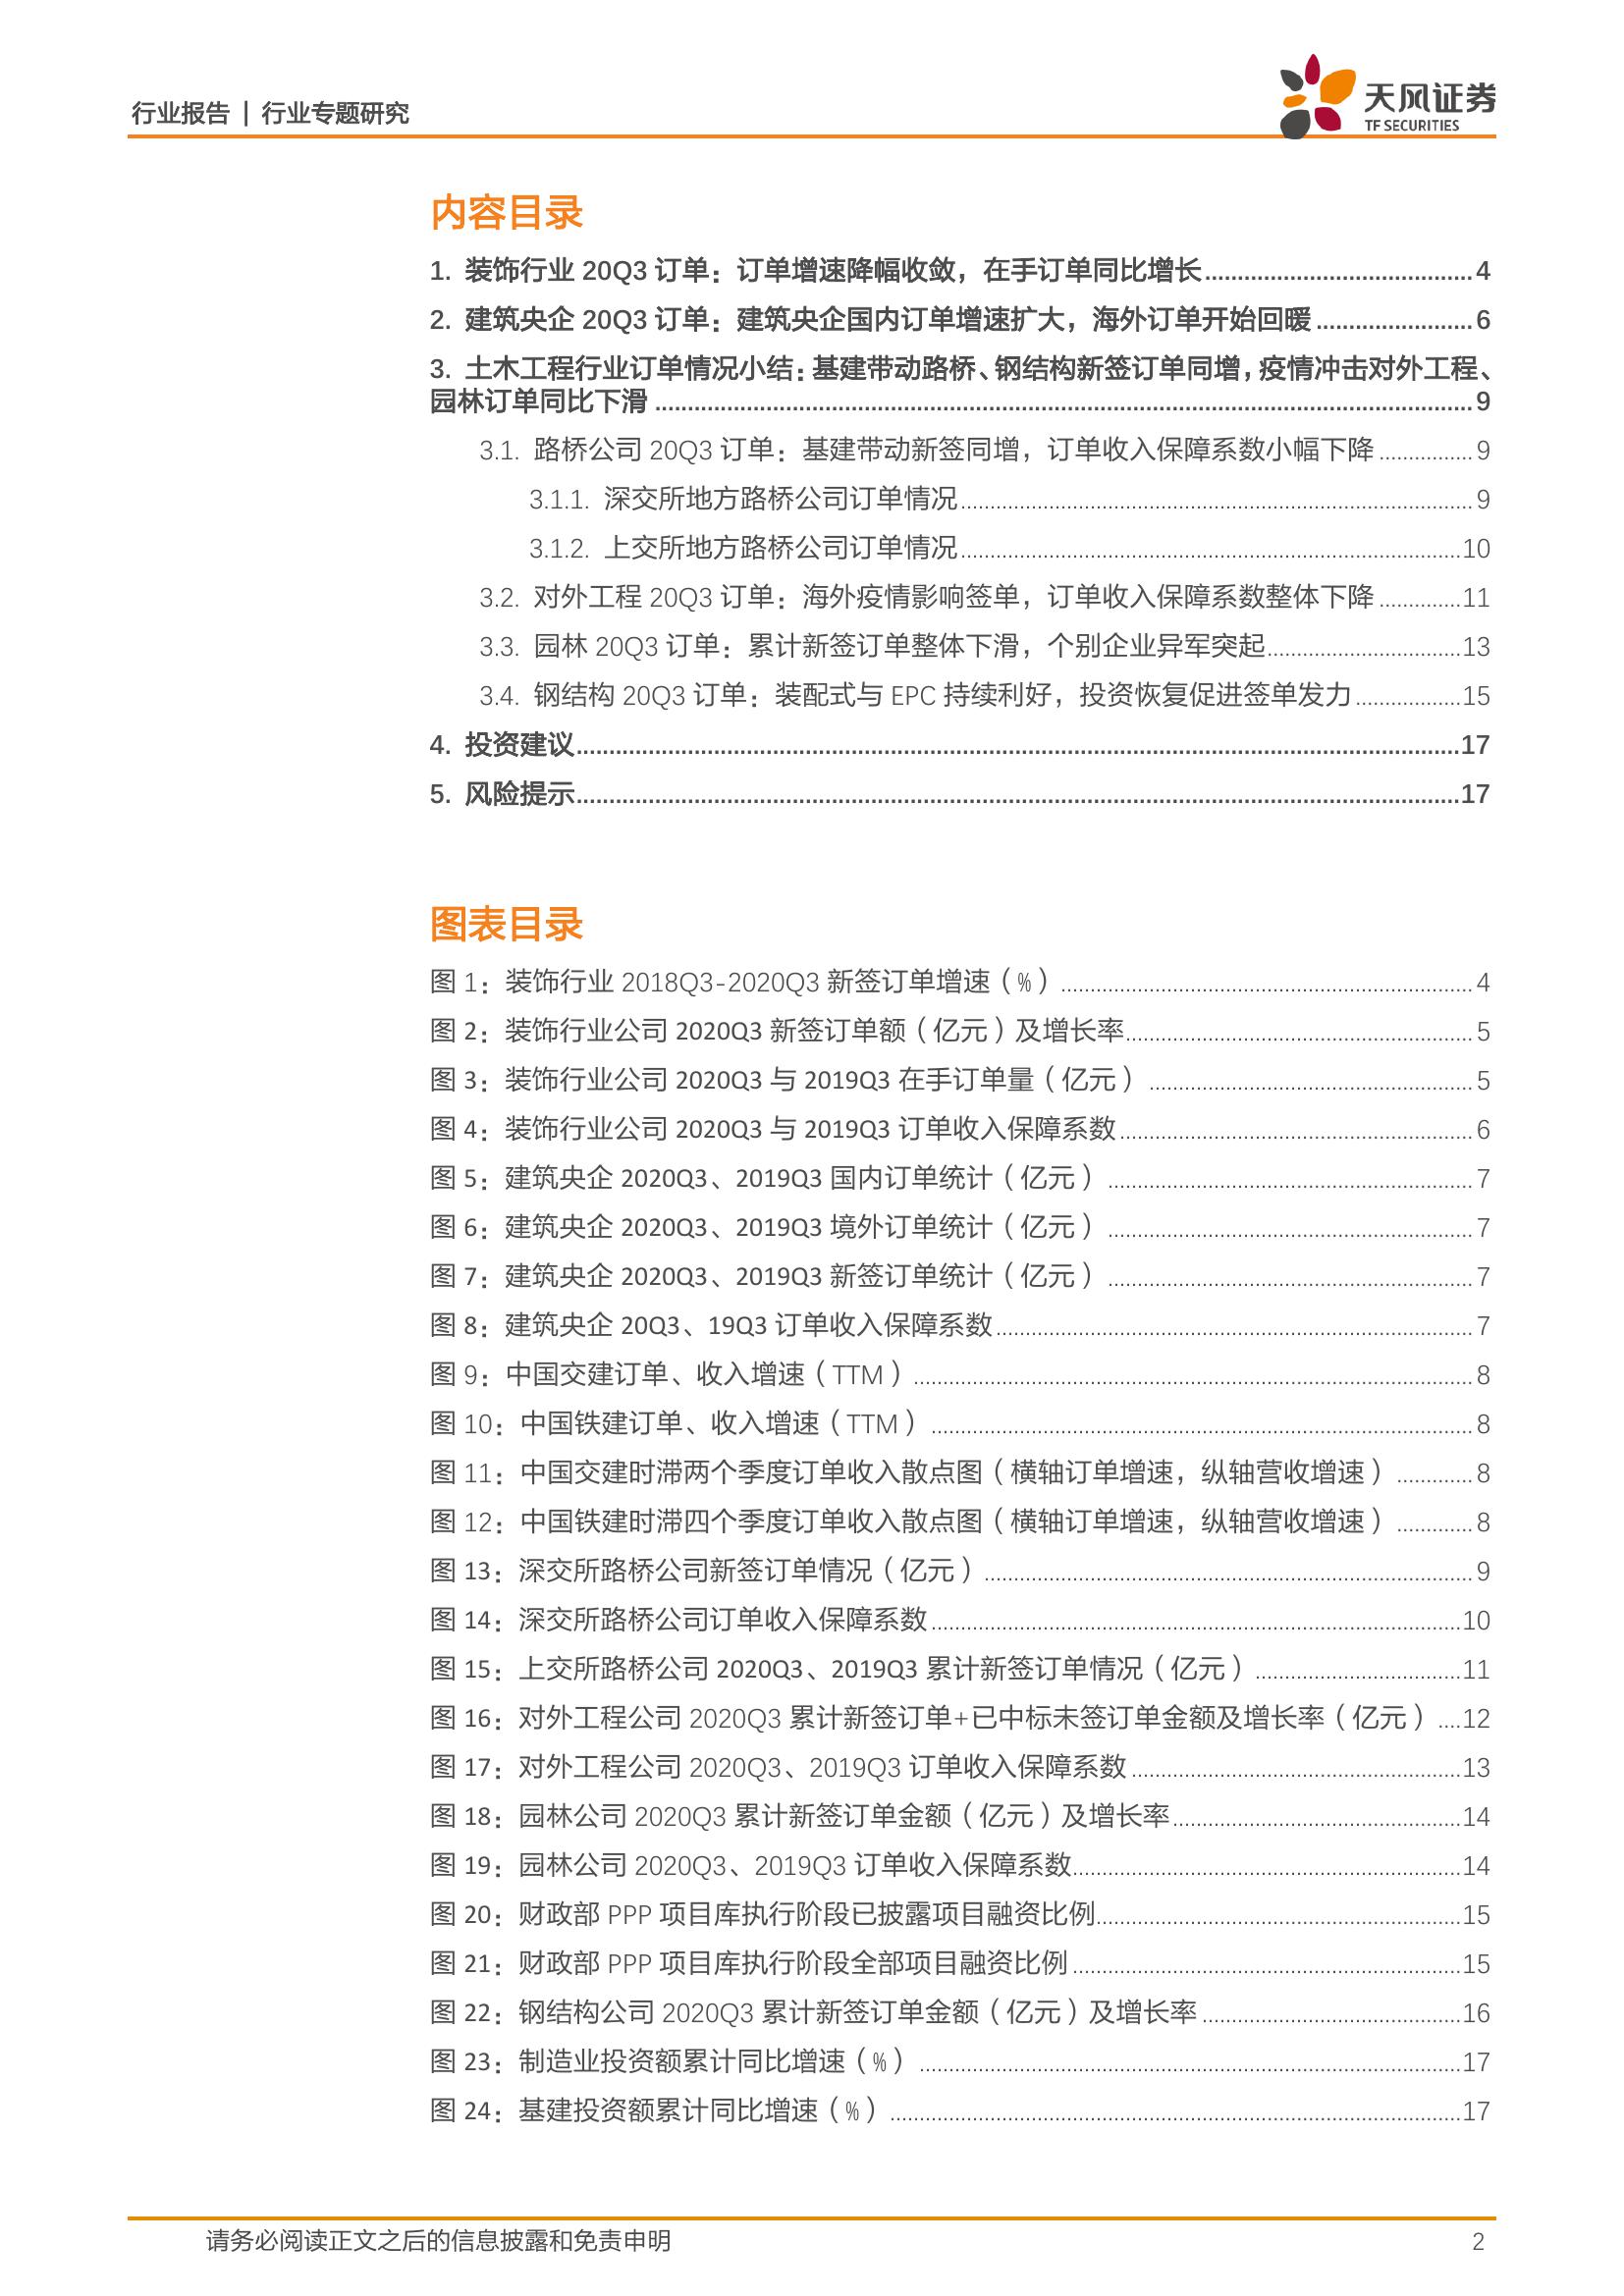 行业报告 | 行业专题研究
天风证券
TF SECURITIES
内容目录
1. 装饰行业 20Q3 订单：订单增速降幅收敛，在手订单同比增长........................................4
2. 建筑央企 20Q3 订单：建筑央企国内订单增速扩大，海外订单开始回暖........................6
3. 土木工程行业订单情况小结：基建带动路桥、钢结构新签订单同增，疫情冲击对外工程、
园林订单同比下滑........................................9
3.1. 路桥公司 20Q3 订单：基建带动新签同增，订单收入保障系数小幅下降................9
3.1.1. 深交所地方路桥公司订单情况........................................9
3.1.2. 上交所地方路桥公司订单情况........................................10
3.2. 对外工程 20Q3 订单：海外疫情影响签单，订单收入保障系数整体下降..............11
3.3. 园林 20Q3 订单：累计新签订单整体下滑，个别企业异军突起................................13
3.4. 钢结构 20Q3 订单：装配式与 EPC 持续利好，投资恢复促进签单发力..................15
4. 投资建议........................................17
5. 风险提示........................................17
图表目录
图 1：装饰行业 2018Q3-2020Q3 新签订单增速（%）........................................4
图 2：装饰行业公司 2020Q3 新签订单额（亿元）及增长率........................................5
图 3：装饰行业公司 2020Q3 与 2019Q3 在手订单量（亿元）........................................5
图 4：装饰行业公司 2020Q3 与 2019Q3 订单收入保障系数........................................6
图 5：建筑央企 2020Q3、2019Q3 国内订单统计（亿元）........................................7
图 6：建筑央企 2020Q3、2019Q3 境外订单统计（亿元）........................................7
图 7：建筑央企 2020Q3、2019Q3 新签订单统计（亿元）........................................7
图 8：建筑央企 20Q3、19Q3 订单收入保障系数........................................7
图 9：中国交建订单、收入增速（TTM）........................................8
图 10：中国铁建订单、收入增速（TTM）........................................8
图 11：中国交建时滞两个季度订单收入散点图（横轴订单增速，纵轴营收增速）.............8
图 12：中国铁建时滞四个季度订单收入散点图（横轴订单增速，纵轴营收增速）.............8
图 13：深交所路桥公司新签订单情况（亿元）........................................9
图 14：深交所路桥公司订单收入保障系数........................................10
图 15：上交所路桥公司 2020Q3、2019Q3 累计新签订单情况（亿元）...................................11
图 16：对外工程公司 2020Q3 累计新签订单+已中标未签订单金额及增长率（亿元）....12
图 17：对外工程公司 2020Q3、2019Q3 订单收入保障系数........................................13
图 18：园林公司 2020Q3 累计新签订单金额（亿元）及增长率........................................14
图 19：园林公司 2020Q3、2019Q3 订单收入保障系数........................................14
图 20：财政部 PPP 项目库执行阶段已披露项目融资比例........................................15
图 21：财政部 PPP 项目库执行阶段全部项目融资比例........................................15
图 22：钢结构公司 2020Q3 累计新签订单金额（亿元）及增长率........................................16
图 23：制造业投资额累计同比增速（%）........................................17
图 24：基建投资额累计同比增速（%）........................................17
请务必阅读正文之后的信息披露和免责申明
2